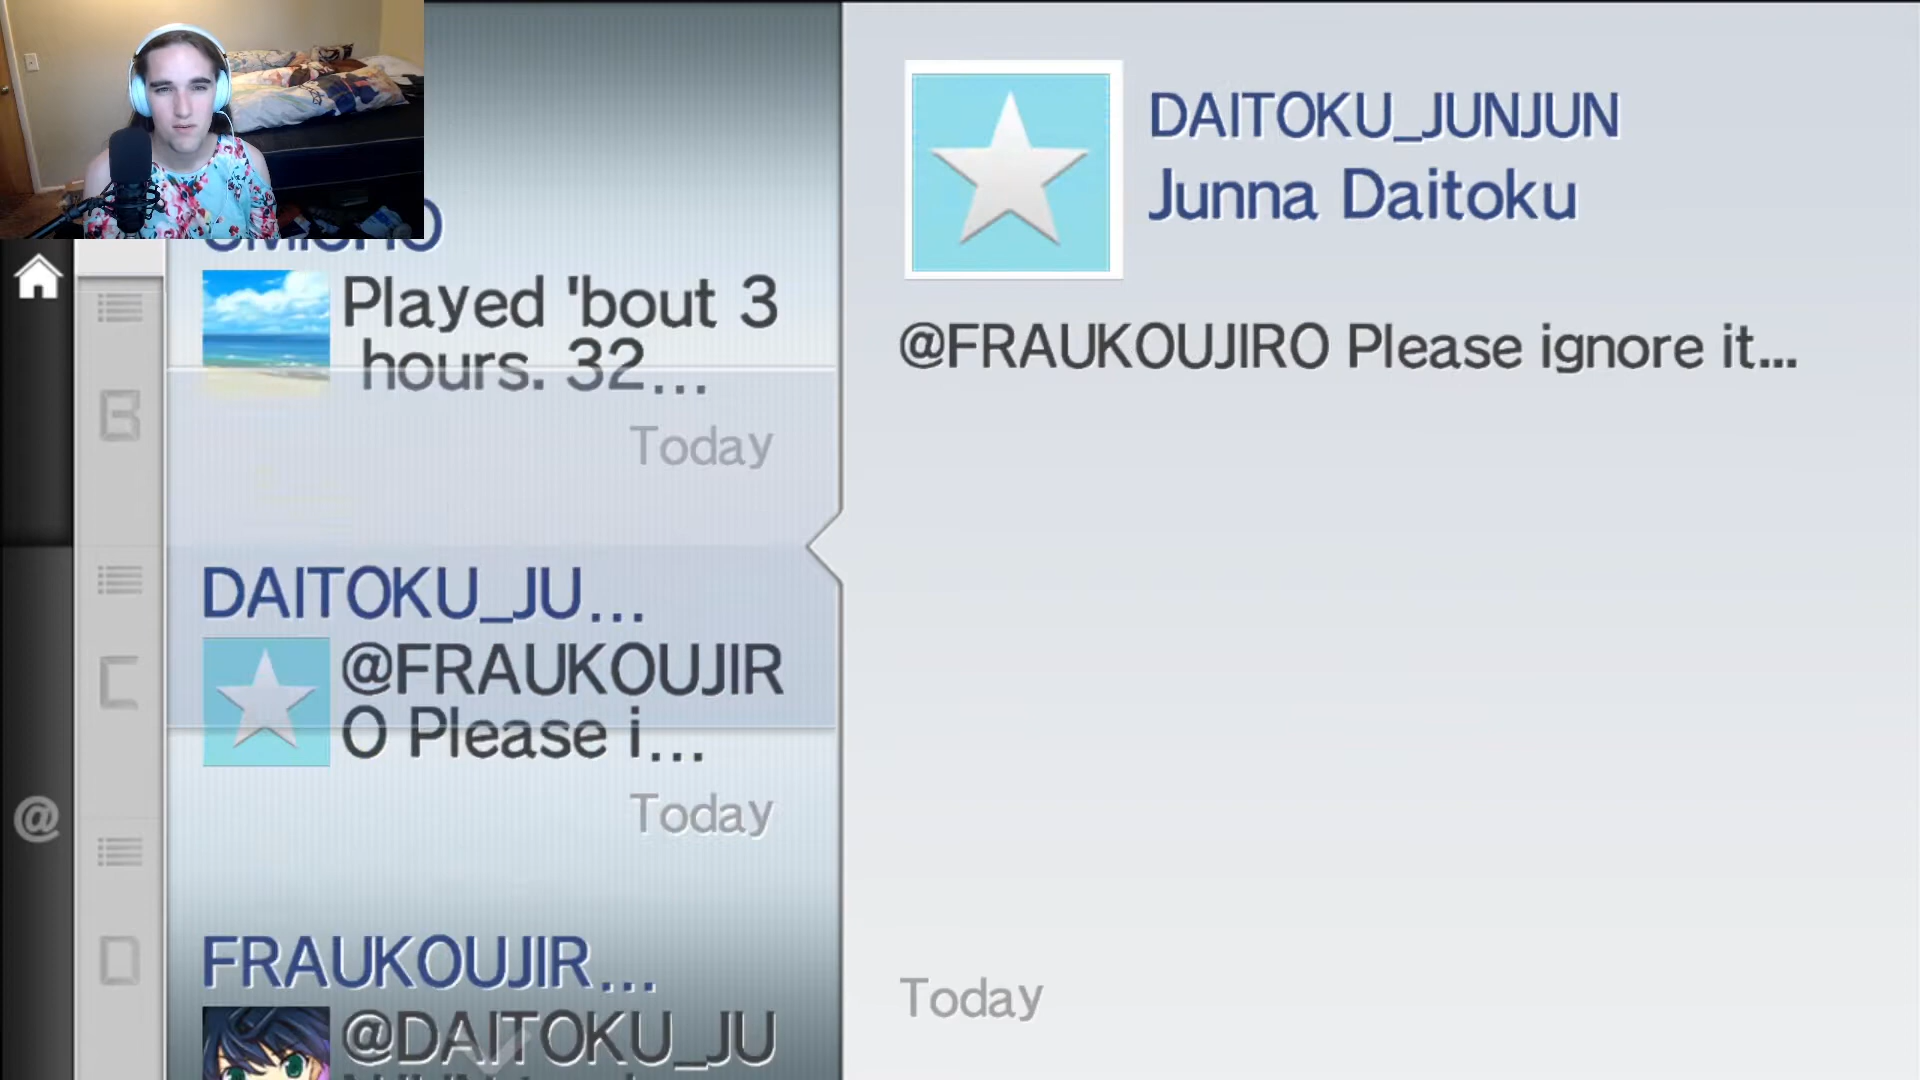 Played 'bout 3
hours. 32...
Today
DAITOKU_JU...
@FRAUKOUJIR
O Please i...
Today
FRAUKOUJIR...
@DAITOKU_JU
B
C
D
@
DAITOKU_JUNJUN
Junna Daitoku
@FRAUKOUJIRO Please ignore it...
Today